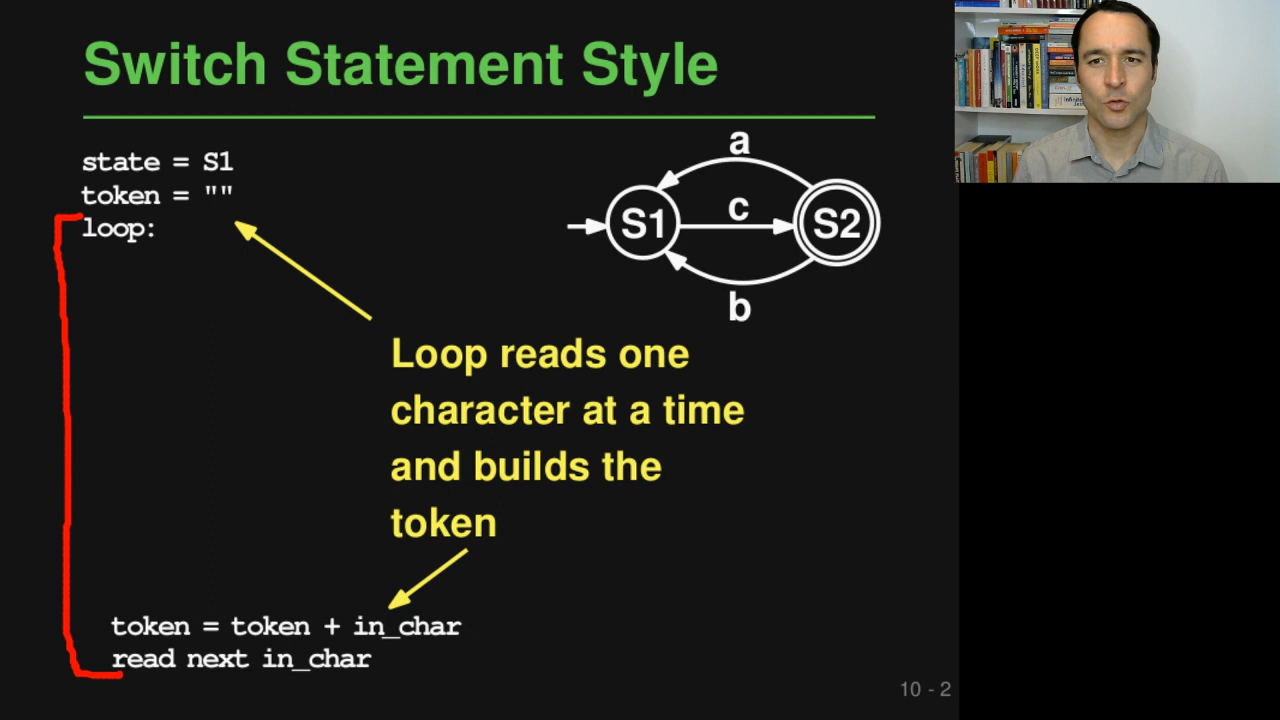 Switch Statement Style
state = S1
token = ""
loop:
a
S1
c
S2
b
Loop reads one
character at a time
and builds the
token
token = token + in_char
read next in_char
10 - 2